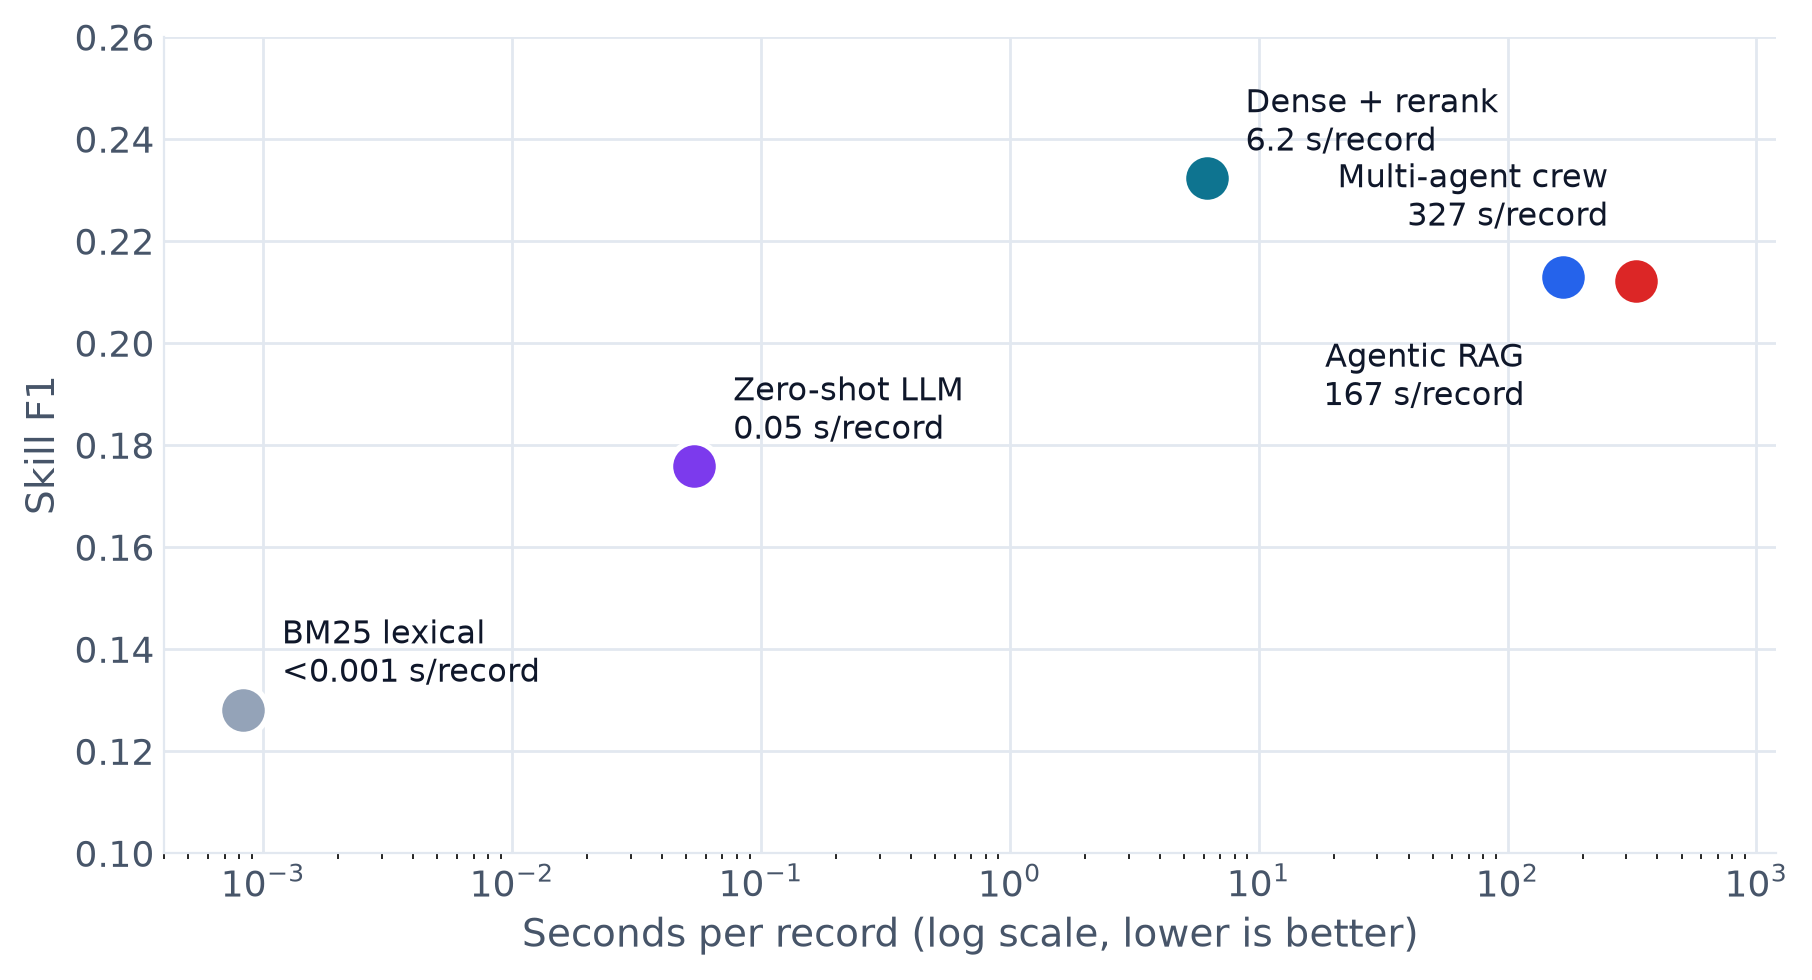 0.26
0.24
0.22
0.20
0.18
0.16
0.14
0.12
0.10
Skill F1
Dense + rerank
6.2 s/record
Multi-agent crew
327 s/record
Agentic RAG
167 s/record
Zero-shot LLM
0.05 s/record
BM25 lexical
<0.001 s/record
10⁻³ 10⁻² 10⁻¹ 10⁰ 10¹ 10² 10³
Seconds per record (log scale, lower is better)